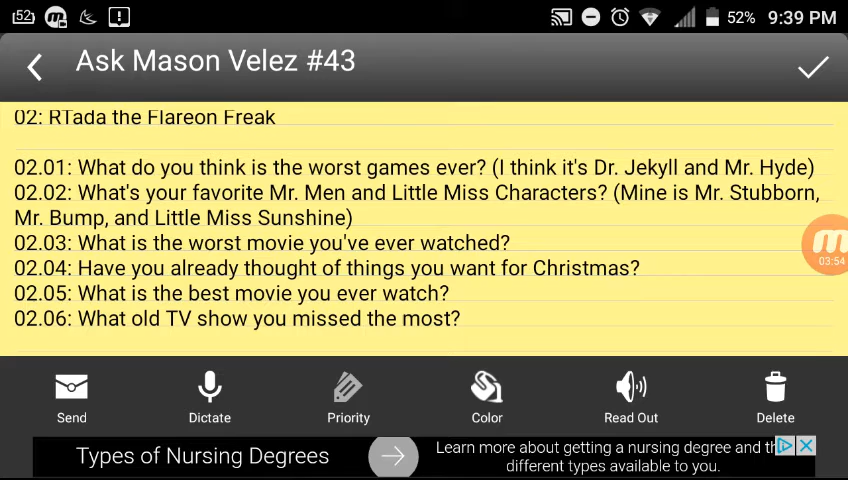 52
52%
9:39 PM
Ask Mason Velez #43
02: RTada the Flareon Freak
02.01: What do you think is the worst games ever? (I think it's Dr. Jekyll and Mr. Hyde)
02.02: What's your favorite Mr. Men and Little Miss Characters? (Mine is Mr. Stubborn,
Mr. Bump, and Little Miss Sunshine)
02.03: What is the worst movie you've ever watched?
02.04: Have you already thought of things you want for Christmas?
02.05: What is the best movie you ever watch?
02.06: What old TV show you missed the most?
03:54
Send
Dictate
Priority
Color
Read Out
Delete
Types of Nursing Degrees
Learn more about getting a nursing degree and th
different types available to you.